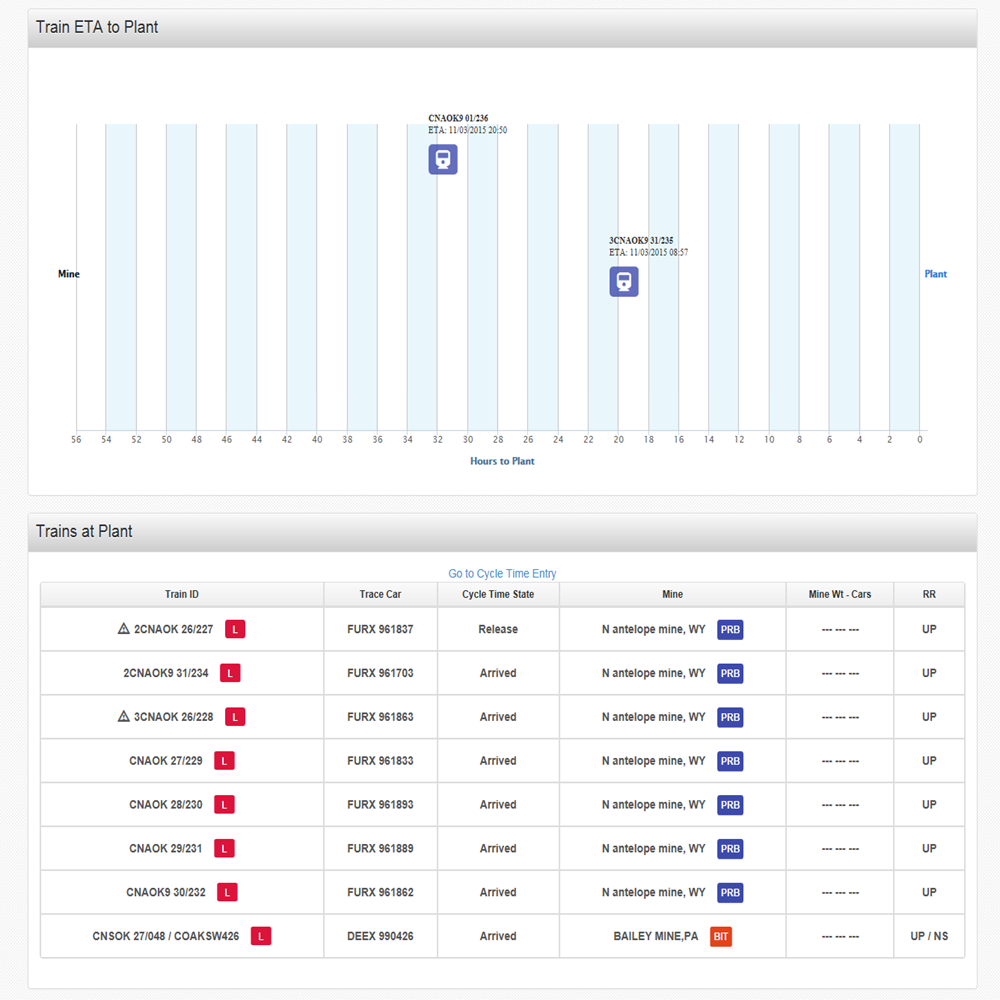 Train ETA to Plant
CNAOK9 01/236
ETA: 11/03/2015 20:50
3CNAOK9 31/235
ETA: 11/03/2015 08:57
Mine
Plant
56 54 52 50 48 46 44 42 40 38 36 34 32 30 28 26 24 22 20 18 16 14 12 10 8 6 4 2 0
Hours to Plant
Trains at Plant
Go to Cycle Time Entry
Train ID Trace Car Cycle Time State Mine Mine Wt - Cars RR
2CNAOK 26/227 L FURX 961837 Release N antelope mine, WY PRB --- --- --- UP
2CNAOK9 31/234 L FURX 961703 Arrived N antelope mine, WY PRB --- --- --- UP
3CNAOK 26/228 L FURX 961863 Arrived N antelope mine, WY PRB --- --- --- UP
CNAOK 27/229 L FURX 961833 Arrived N antelope mine, WY PRB --- --- --- UP
CNAOK 28/230 L FURX 961893 Arrived N antelope mine, WY PRB --- --- --- UP
CNAOK 29/231 L FURX 961889 Arrived N antelope mine, WY PRB --- --- --- UP
CNAOK9 30/232 L FURX 961862 Arrived N antelope mine, WY PRB --- --- --- UP
CNSOK 27/048 / COAKSW426 L DEEX 990426 Arrived BAILEY MINE,PA BIT --- --- --- UP / NS